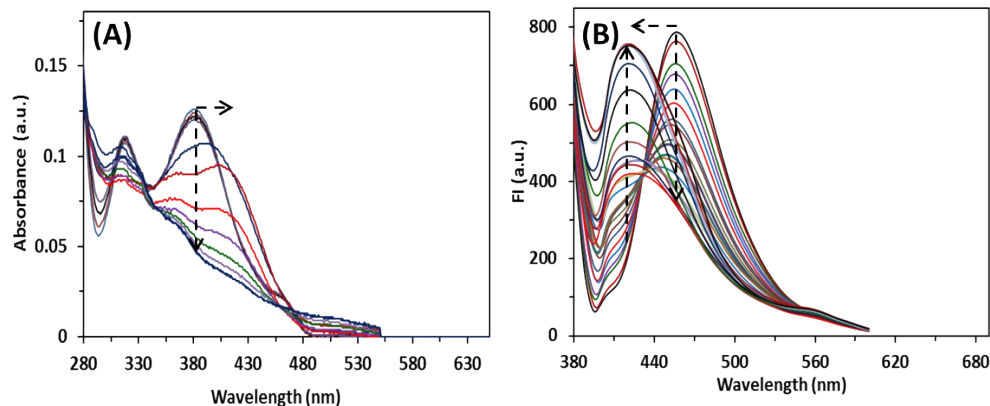 (A)
0.15
0.1
0.05
0
Absorbance (a.u.)
280 330 380 430 480 530 580 630
Wavelength (nm)
(B)
800
600
400
200
0
FI (a.u.)
380 440 500 560 620 680
Wavelength (nm)